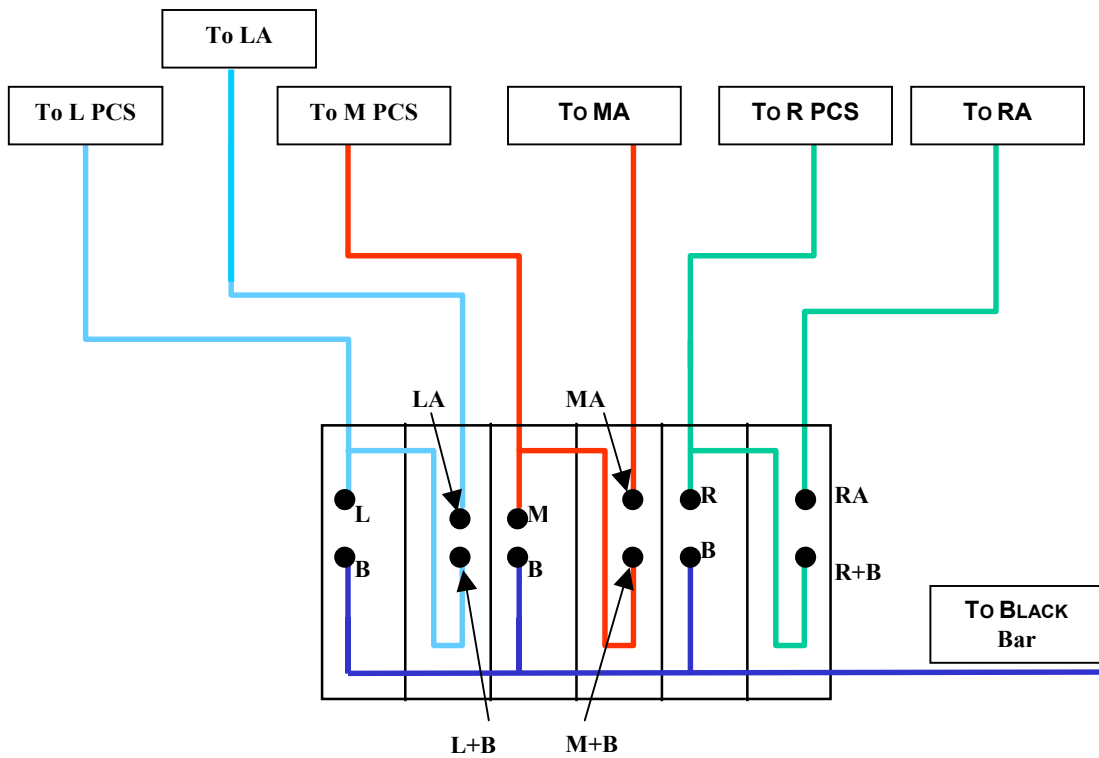 To LA
To L PCS
To M PCS
TO MA
TO R PCS
TO RA
LA
MA
L
M
R
RA
B
B
B
R+B
TO BLACK
Bar
L+B
M+B